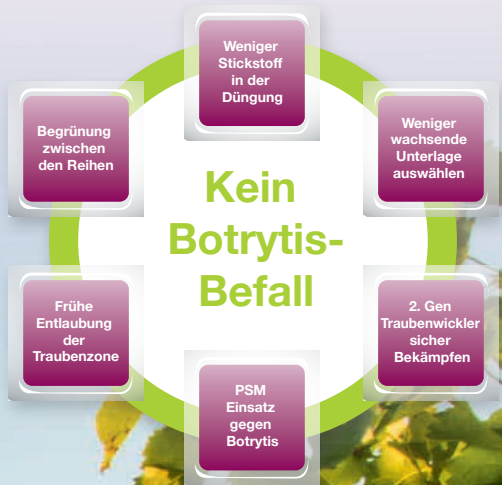 Weniger
Stickstoff
in der
Düngung
Weniger
wachsende
Unterlage
auswählen
2. Gen
Traubenwickler
sicher
Bekämpfen
PSM
Einsatz
gegen
Botrytis
Frühe
Entlaubung
der
Traubenzone
Begrünung
zwischen
den Reihen
Kein
Botrytis-
Befall